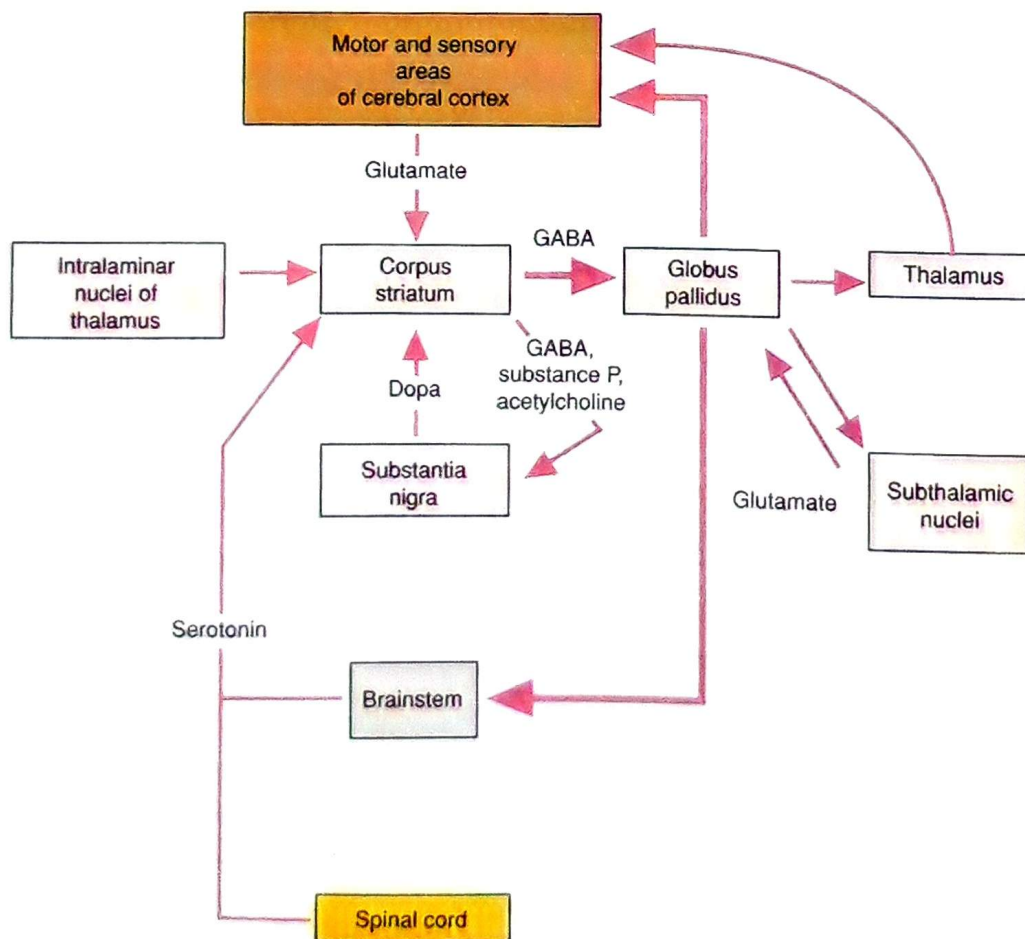 Motor and sensory
areas
of cerebral cortex
Glutamate
GABA
Intralaminar
nuclei of
thalamus
Corpus
striatum
Globus
pallidus
Thalamus
GABA,
substance P,
acetylcholine
Dopa
Substantia
nigra
Glutamate
Subthalamic
nuclei
Serotonin
Brainstem
Spinal cord